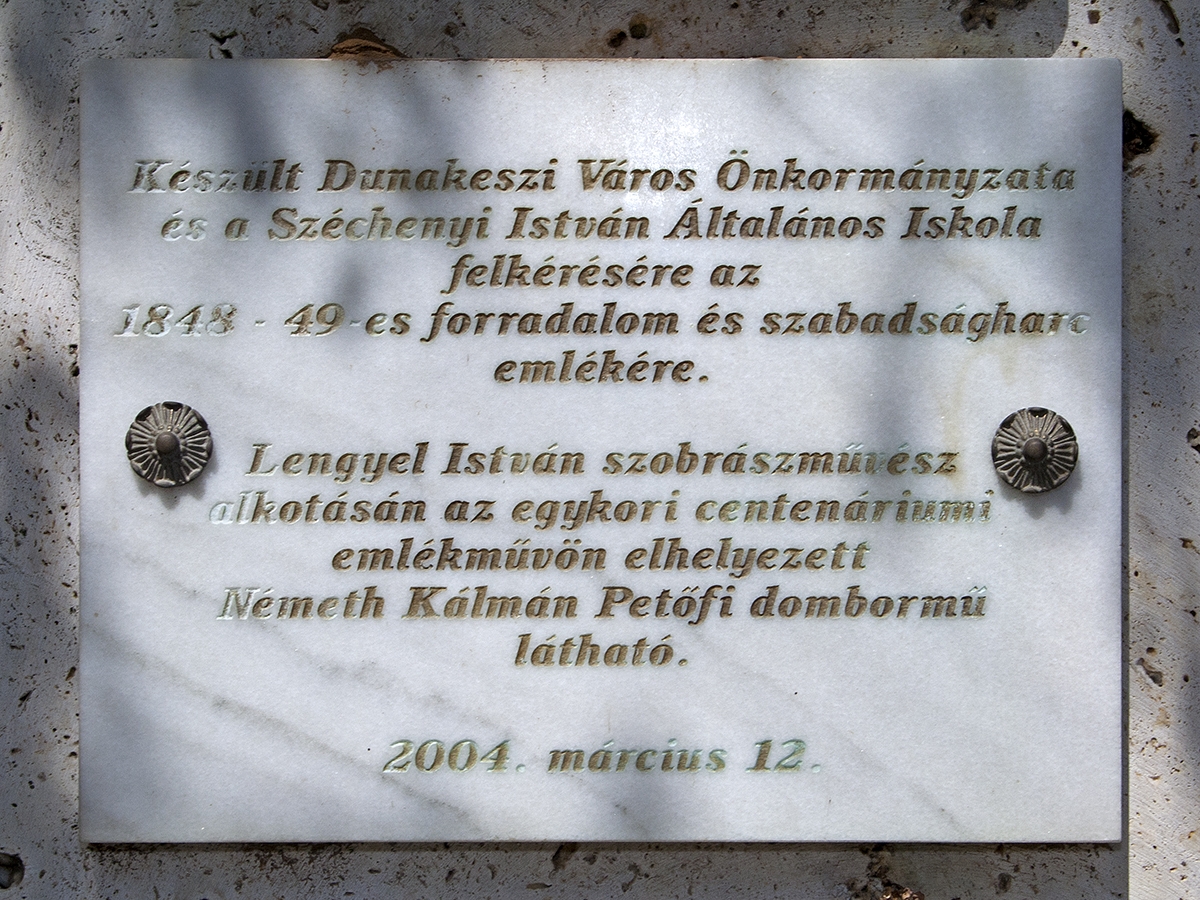 Készült Dunakeszi Város Önkormányzata
és a Széchenyi István Általános Iskola
felkérésére az
1848 - 49-es forradalom és szabadságharc
emlékére.
Lengyel István szobrászművész
alkotásán az egykori centenáriumi
emlékművön elhelyezett
Németh Kálmán Petőfi dombormű
látható.
2004. március 12.